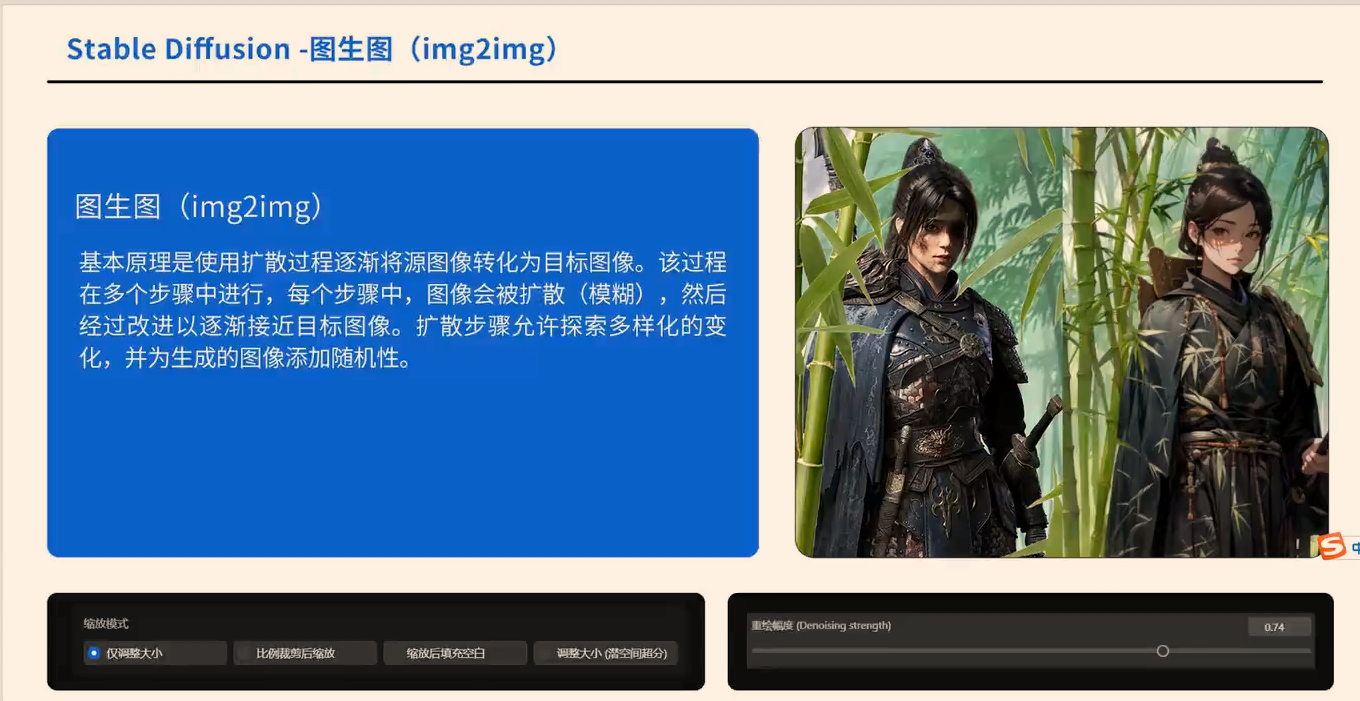 Stable Diffusion -图生图（img2img）
图生图（img2img）
基本原理是使用扩散过程逐渐将源图像转化为目标图像。该过程
在多个步骤中进行，每个步骤中，图像会被扩散（模糊），然后
经过改进以逐渐接近目标图像。扩散步骤允许探索多样化的变
化，并为生成的图像添加随机性。
缩放模式
仅调整大小
比例裁剪后缩放
缩放后填充空白
调整大小 (潜空间超分)
重绘幅度 (Denoising strength)
0.74
S 中